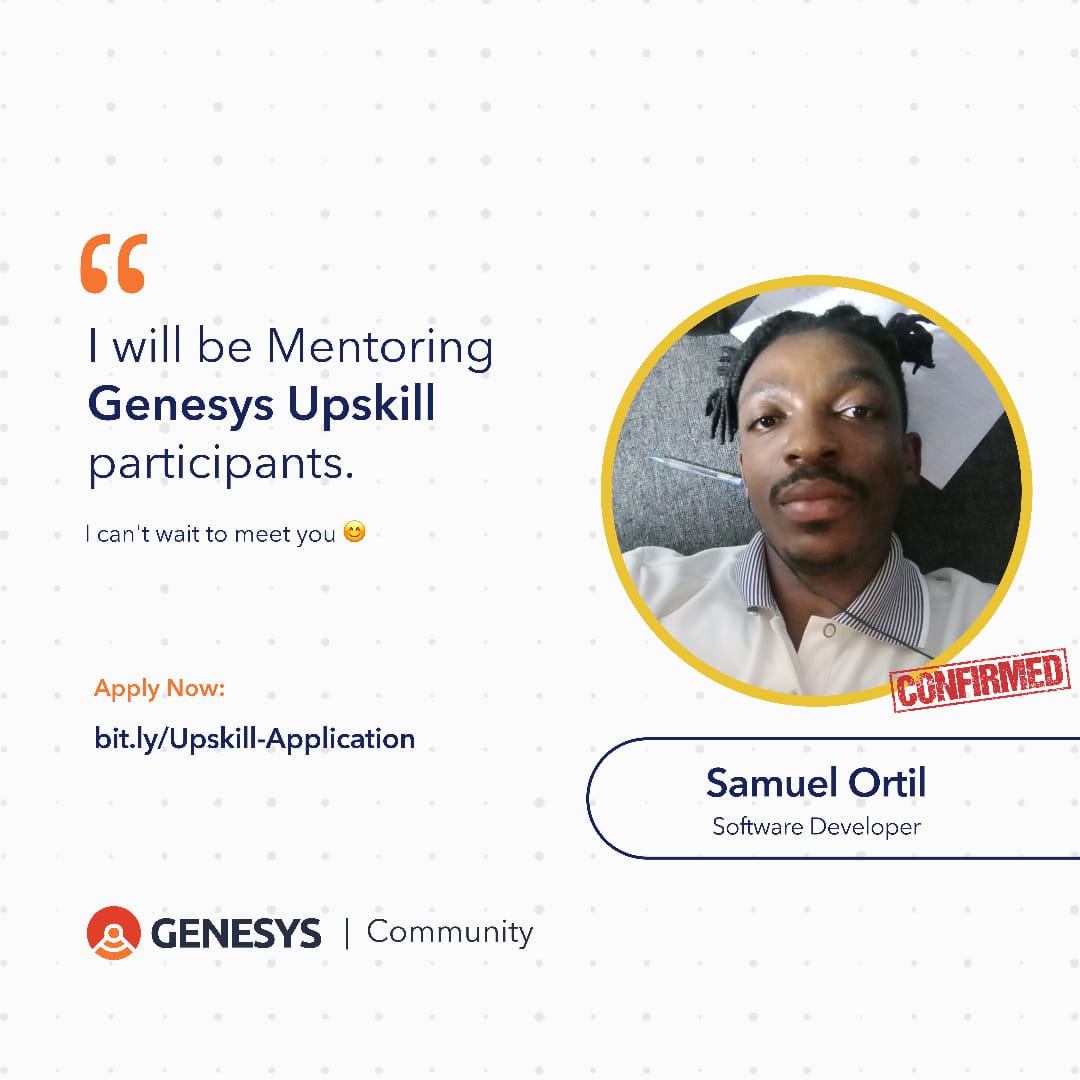 I will be Mentoring
Genesys Upskill
participants.
I can't wait to meet you 😊
Apply Now:
bit.ly/Upskill-Application
CONFIRMED
Samuel Ortil
Software Developer
GENESYS | Community